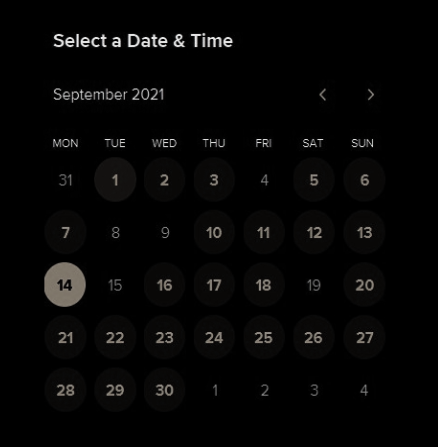 Select a Date & Time
September 2021
MON TUE WED THU FRI SAT SUN
31 1 2 3 4 5 6
7 8 9 10 11 12 13
14 15 16 17 18 19 20
21 22 23 24 25 26 27
28 29 30 1 2 3 4